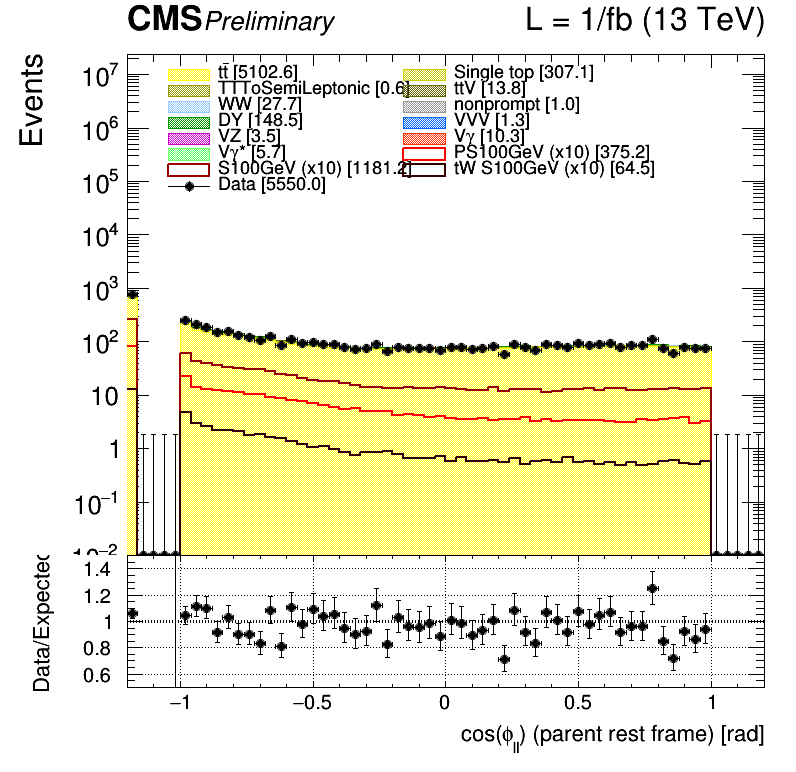 CMS Preliminary L = 1/fb (13 TeV)
Events
10⁷
10⁶
10⁵
10⁴
10³
10²
10
1
10⁻¹
10⁻²
tt̄ [5102.6]
TTToSemiLeptonic [0.6]
WW [27.7]
DY [148.5]
VZ [3.5]
Vγ* [5.7]
S100GeV (x10) [1181.2]
Data [5550.0]
Single top [307.1]
ttV [13.8]
nonprompt [1.0]
VVV [1.3]
Vγ [10.3]
PS100GeV (x10) [375.2]
tW S100GeV (x10) [64.5]
Data/Expected
1.4
1.2
1
0.8
0.6
−1 −0.5 0 0.5 1
cos(ϕ_ll) (parent rest frame) [rad]